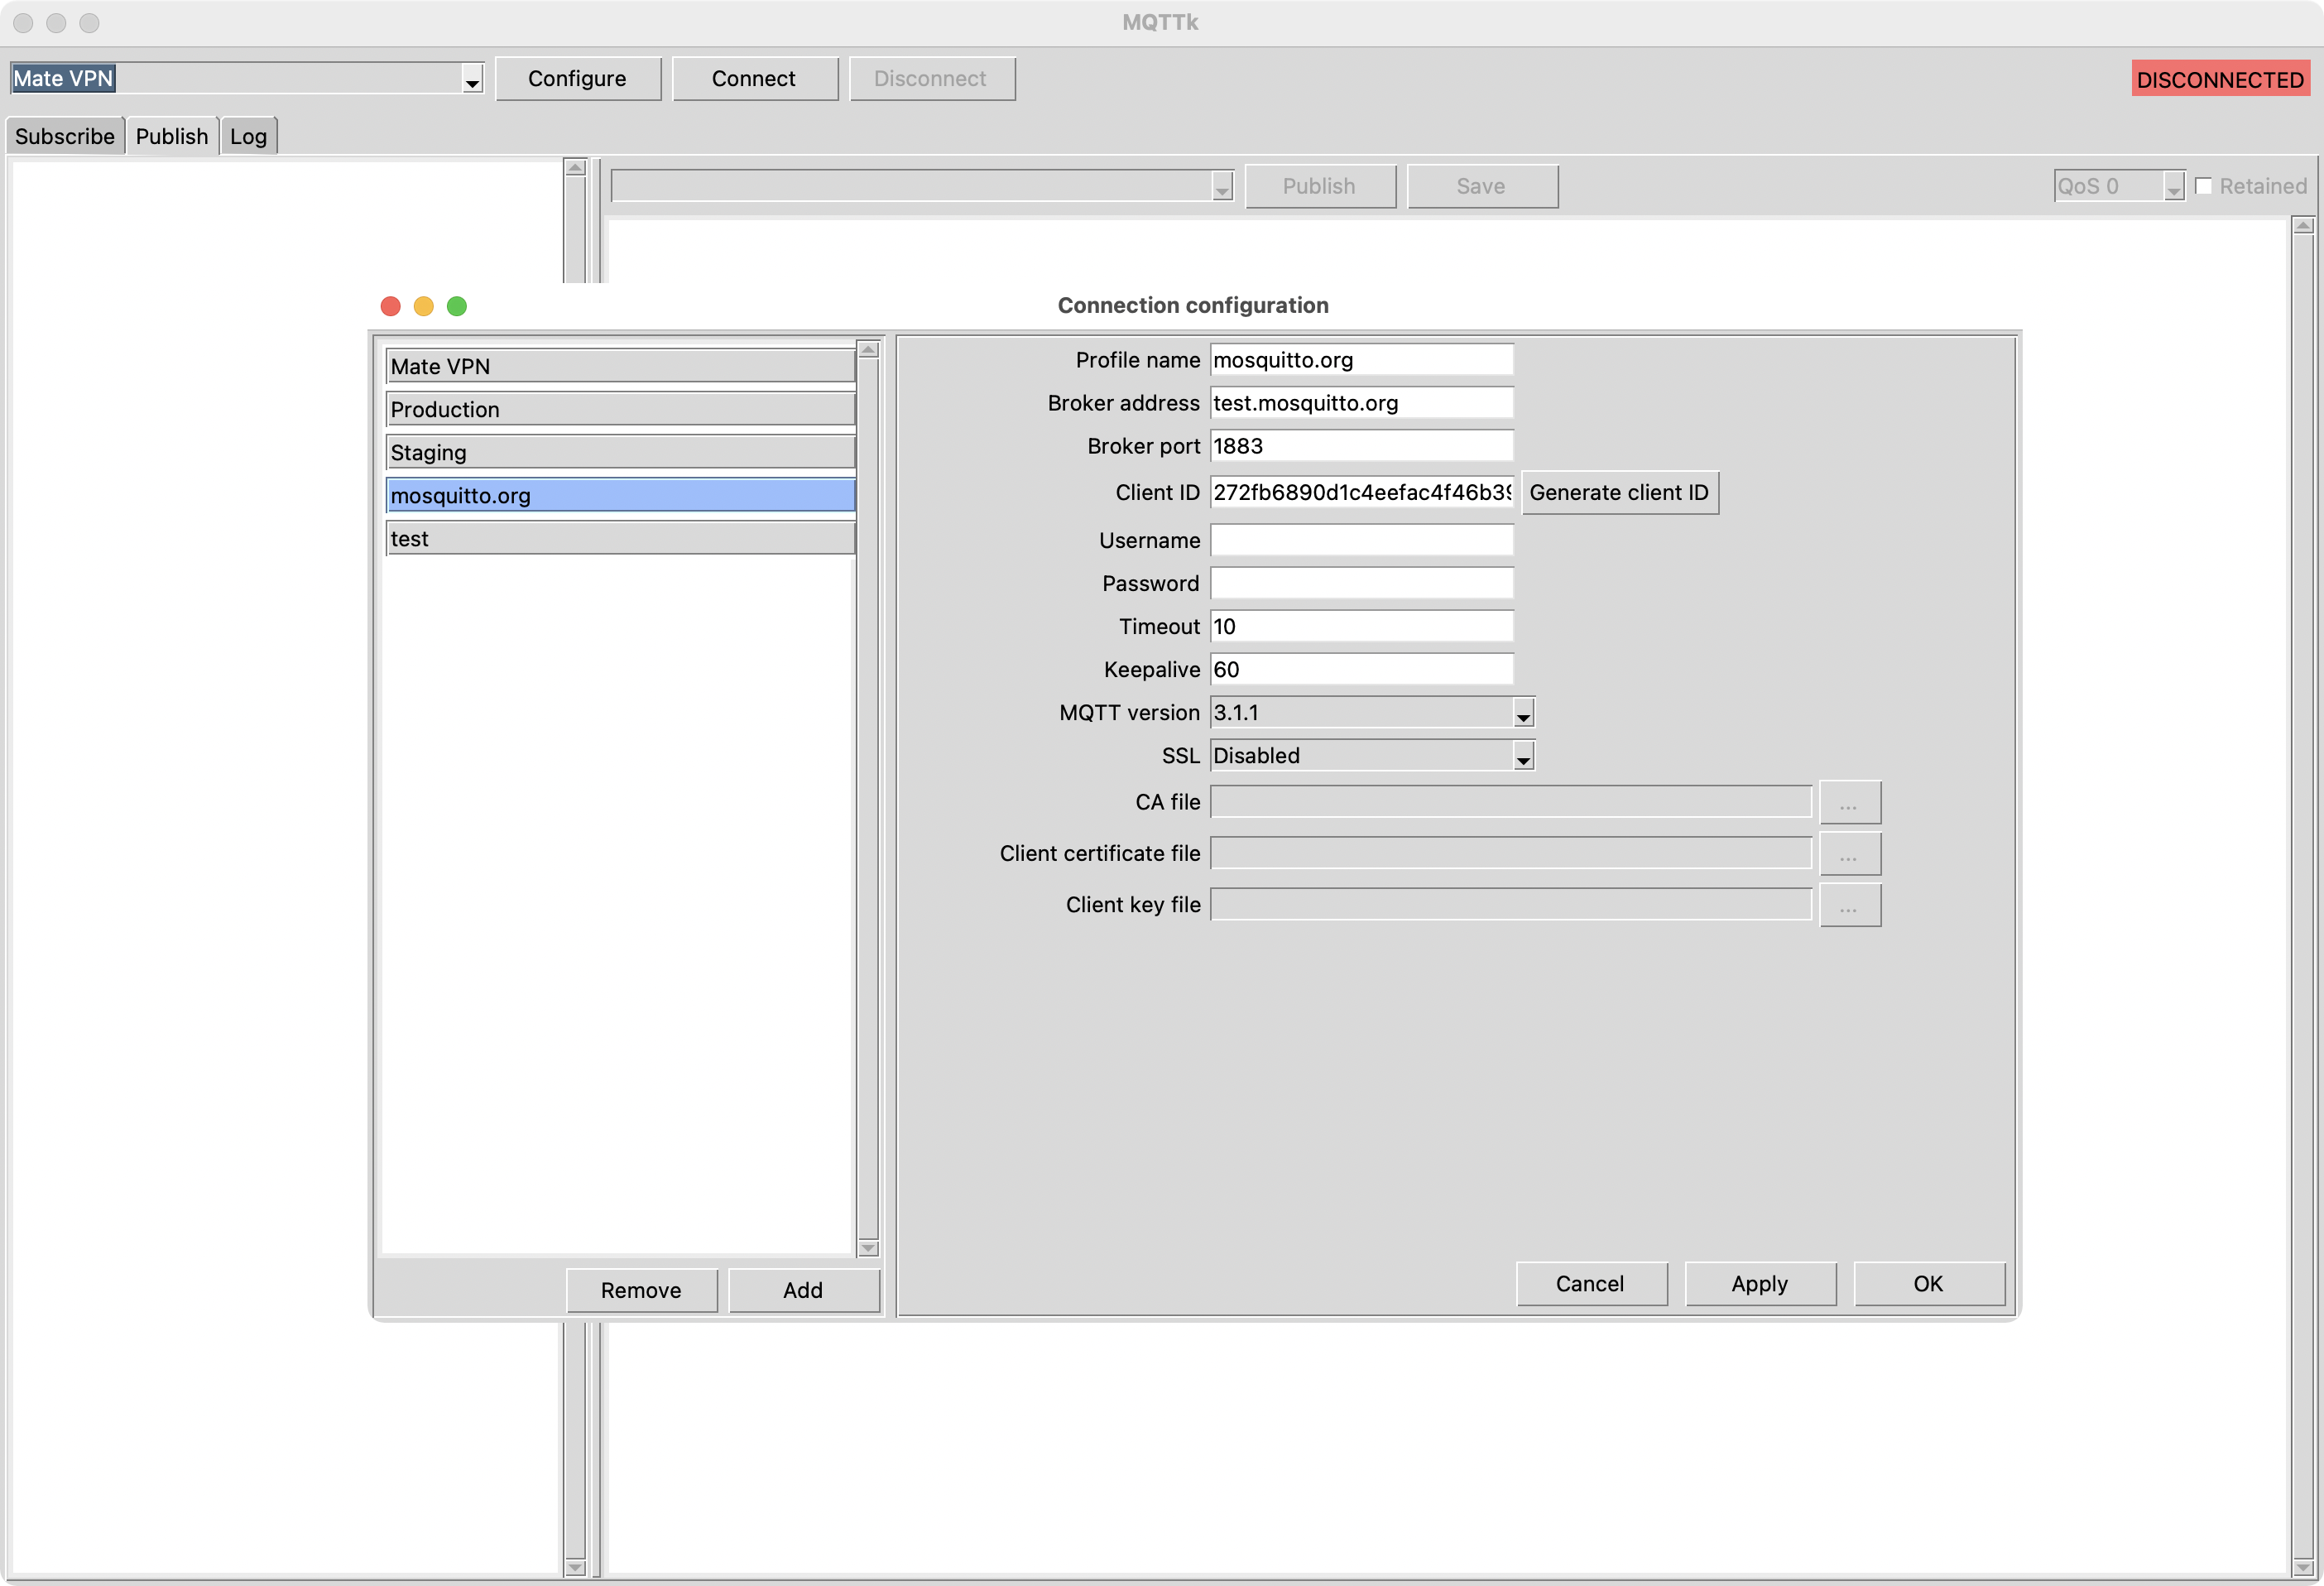 MQTTk
Mate VPN
Configure
Connect
Disconnect
DISCONNECTED
Subscribe
Publish
Log
Publish
Save
QoS 0
Retained
Connection configuration
Mate VPN
Production
Staging
mosquitto.org
test
Remove
Add
Profile name mosquitto.org
Broker address test.mosquitto.org
Broker port 1883
Client ID 272fb6890d1c4eefac4f46b39 Generate client ID
Username
Password
Timeout 10
Keepalive 60
MQTT version 3.1.1
SSL Disabled
CA file ...
Client certificate file ...
Client key file ...
Cancel
Apply
OK